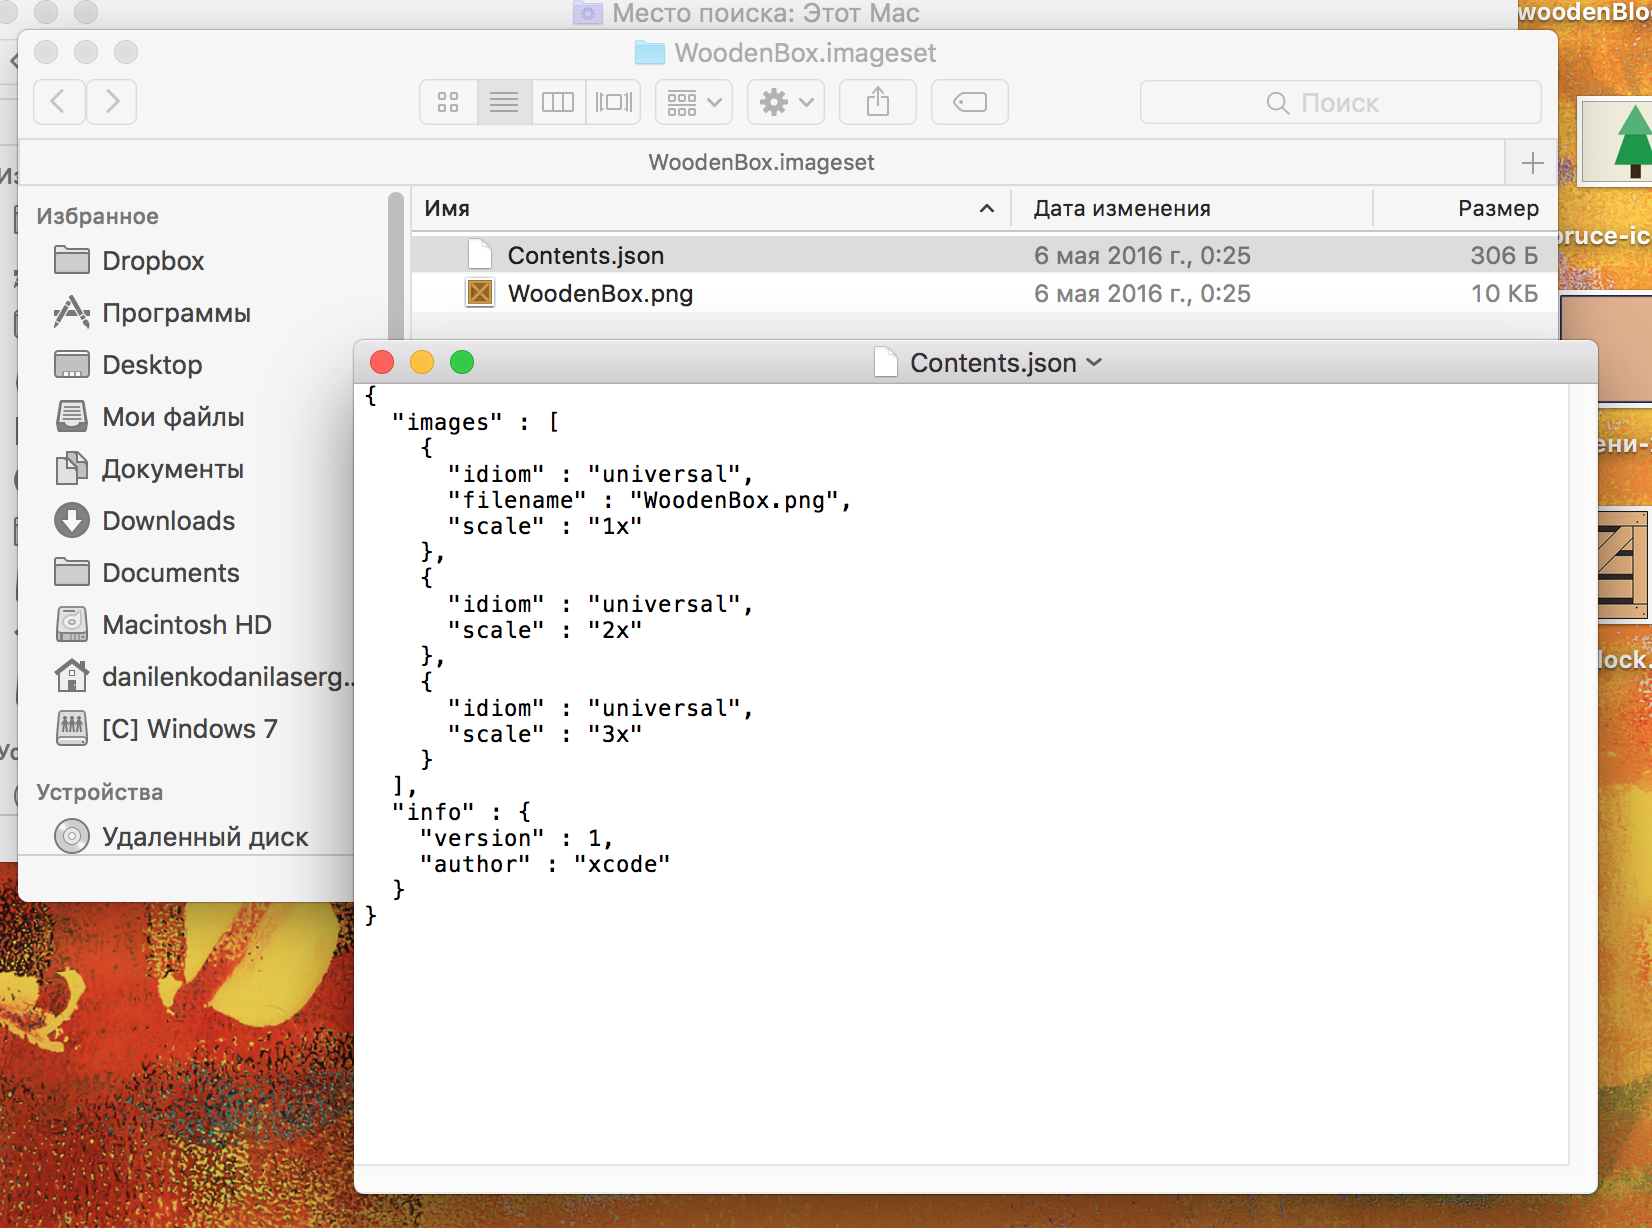 Место поиска: Этот Mac
woodenBlo
WoodenBox.imageset
Поиск
WoodenBox.imageset
Имя
Дата изменения
Размер
Contents.json
6 мая 2016 г., 0:25
306 Б
WoodenBox.png
6 мая 2016 г., 0:25
10 КБ
Избранное
Dropbox
Программы
Desktop
Мои файлы
Документы
Downloads
Documents
Macintosh HD
danilenkodanilaserg..
[C] Windows 7
Устройства
Удаленный диск
Contents.json
{
"images" : [
{
"idiom" : "universal",
"filename" : "WoodenBox.png",
"scale" : "1x"
},
{
"idiom" : "universal",
"scale" : "2x"
},
{
"idiom" : "universal",
"scale" : "3x"
}
],
"info" : {
"version" : 1,
"author" : "xcode"
}
}
pruce-ic
ени-
lock.